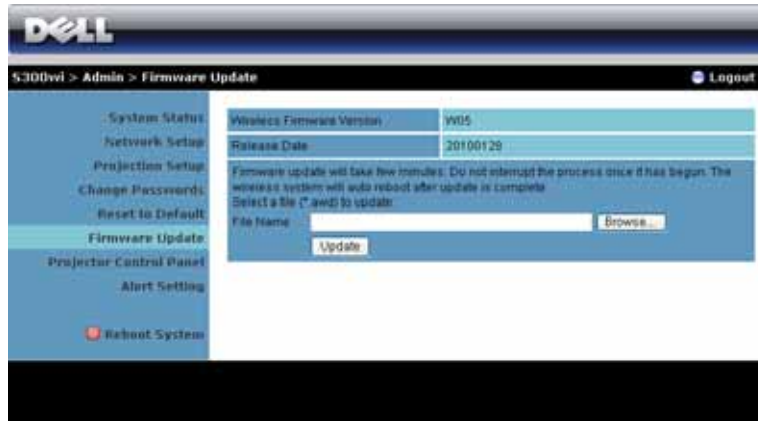 DELL
S300wi > Admin > Firmware Update
Logout
System Status
Network Setup
Projection Setup
Change Passwords
Reset to Default
Firmware Update
Projector Control Panel
Alert Setting
Reboot System
Wireless Firmware Version W05
Release Date 20100129
Firmware update will take few minutes. Do not interrupt the process once it has begun. The
wireless system will auto reboot after update is complete
Select a file (*.awd) to update
File Name Browse...
Update